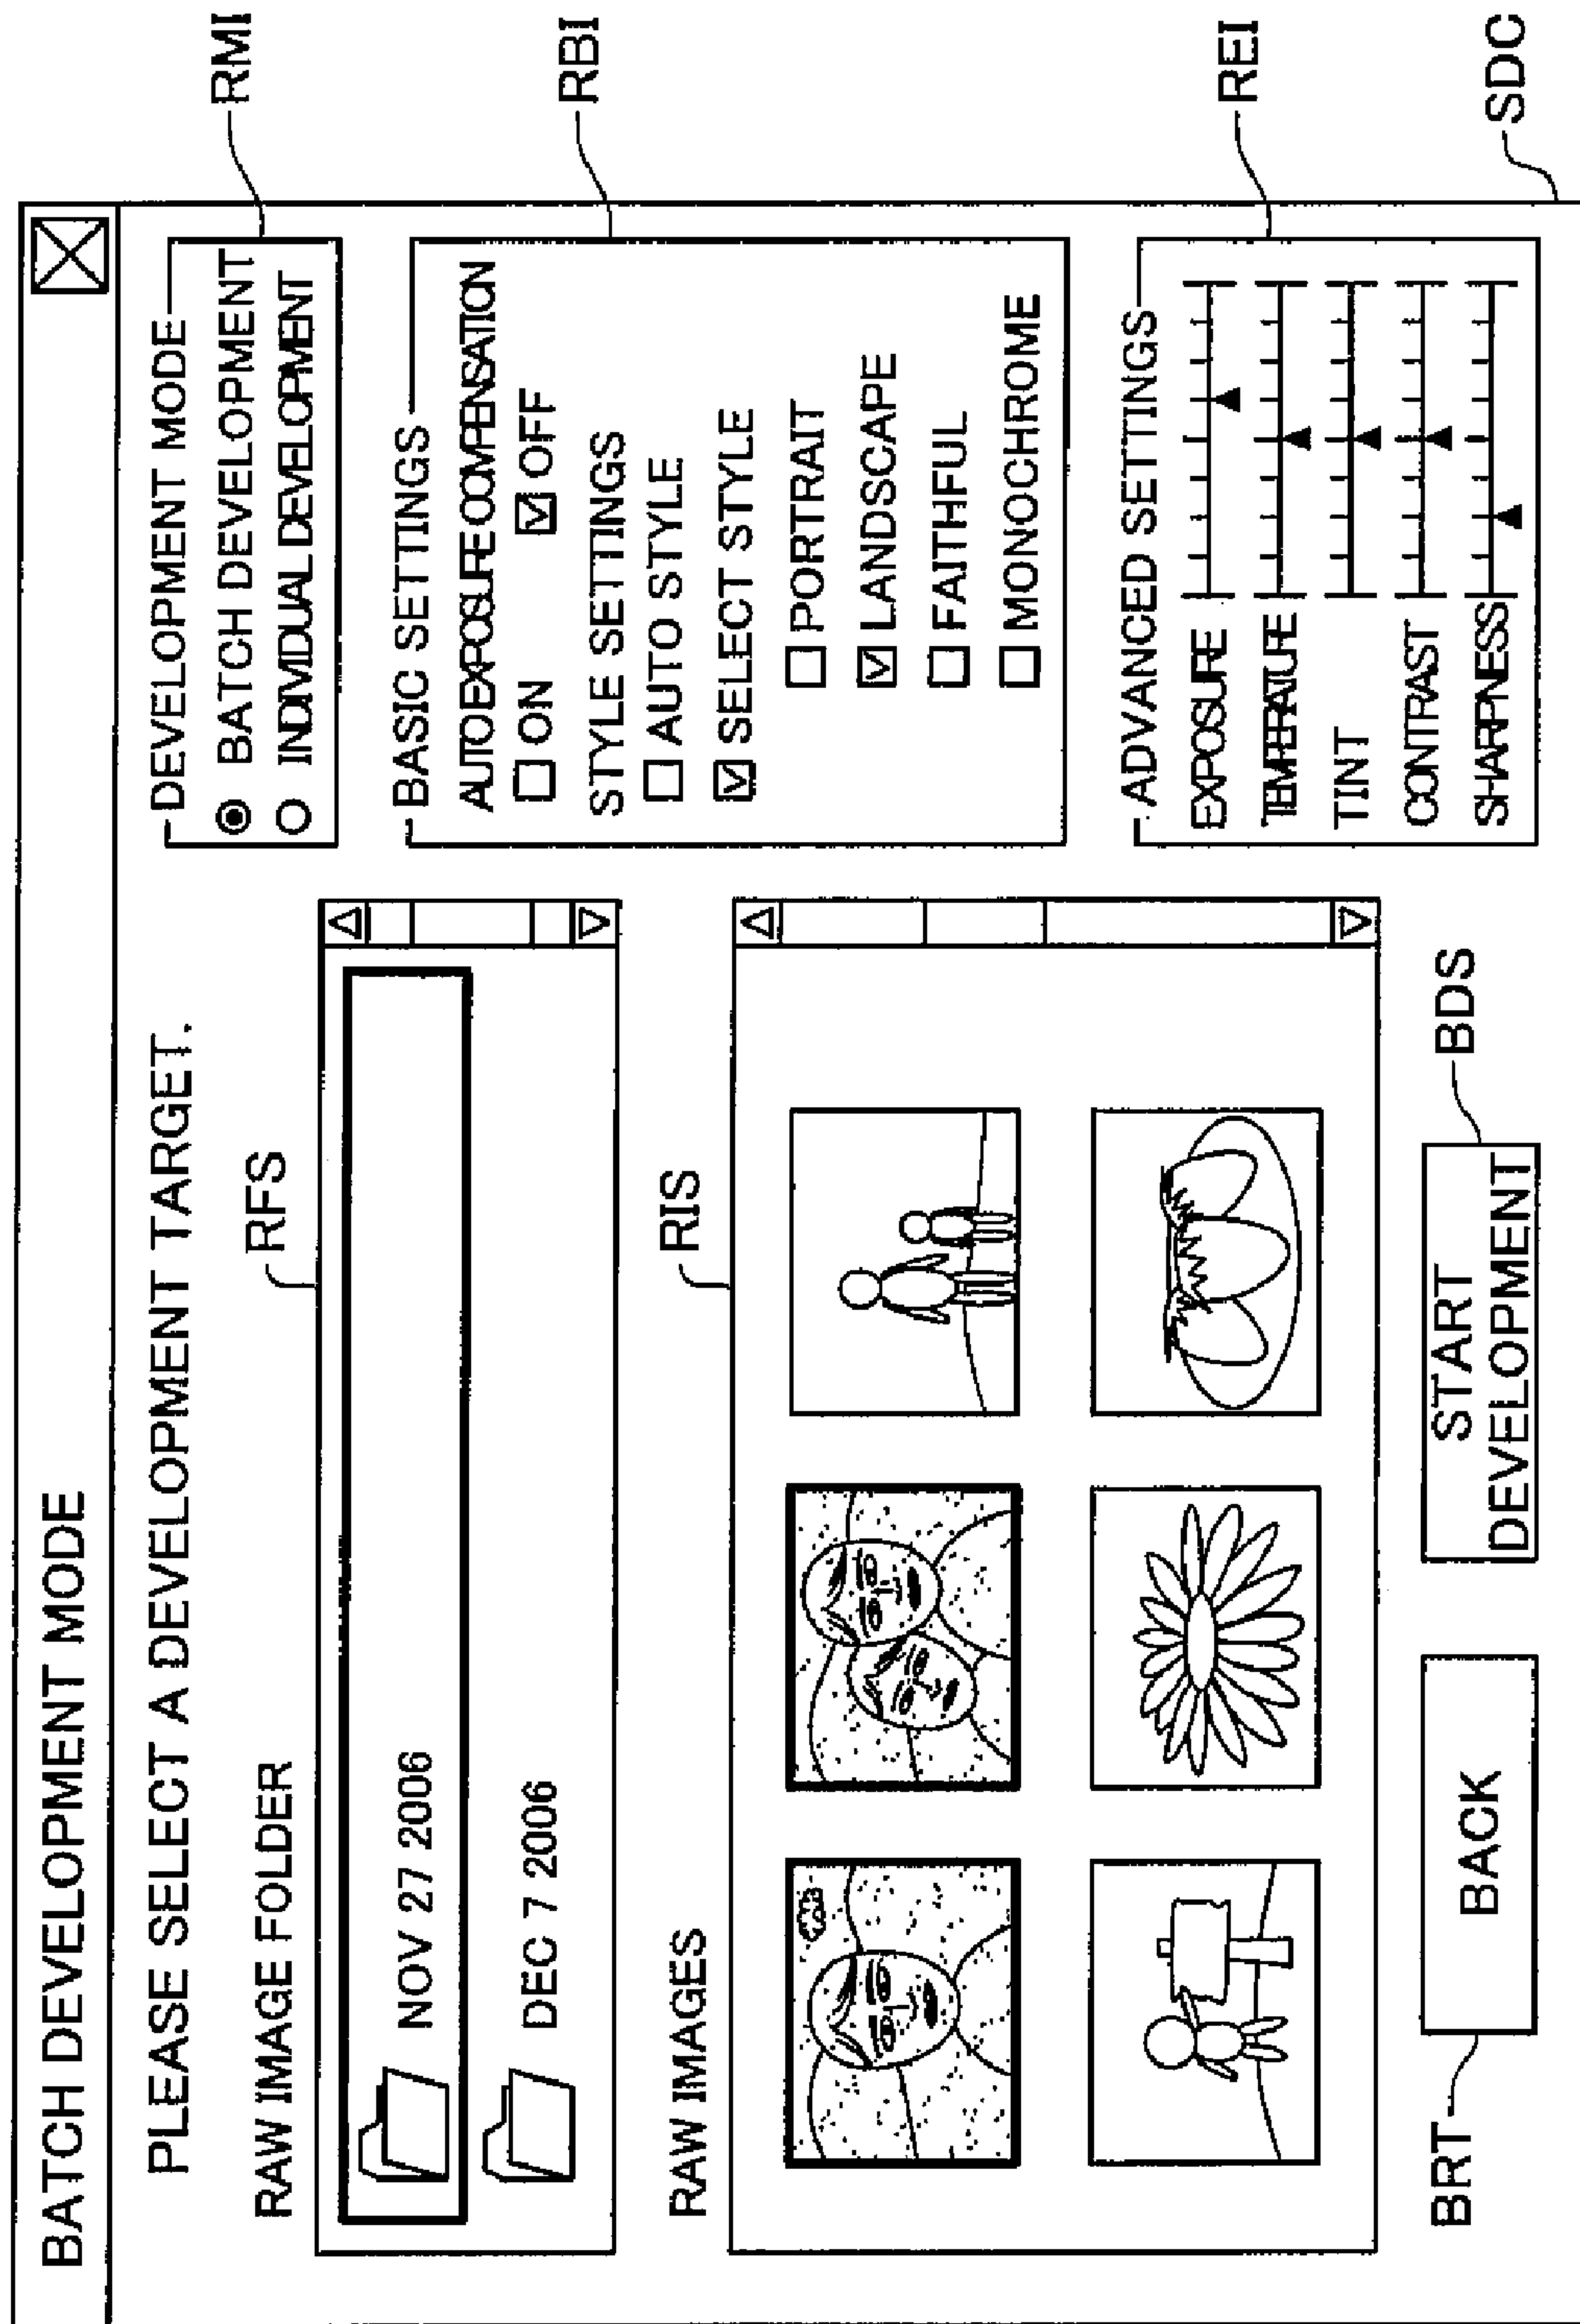 BATCH DEVELOPMENT MODE
PLEASE SELECT A DEVELOPMENT TARGET.
RAW IMAGE FOLDER
RFS
NOV 27 2006
DEC 7 2006
RAW IMAGES
RIS
BRT
BACK
START
DEVELOPMENT
BDS
DEVELOPMENT MODE
BATCH DEVELOPMENT
INDIVIDUAL DEVELOPMENT
RMI
BASIC SETTINGS
AUTO EXPOSURE COMPENSATION
ON OFF
STYLE SETTINGS
AUTO STYLE
SELECT STYLE
PORTRAIT
LANDSCAPE
FAITHFUL
MONOCHROME
RBI
ADVANCED SETTINGS
EXPOSURE
TEMPERATURE
TINT
CONTRAST
SHARPNESS
REI
SDC